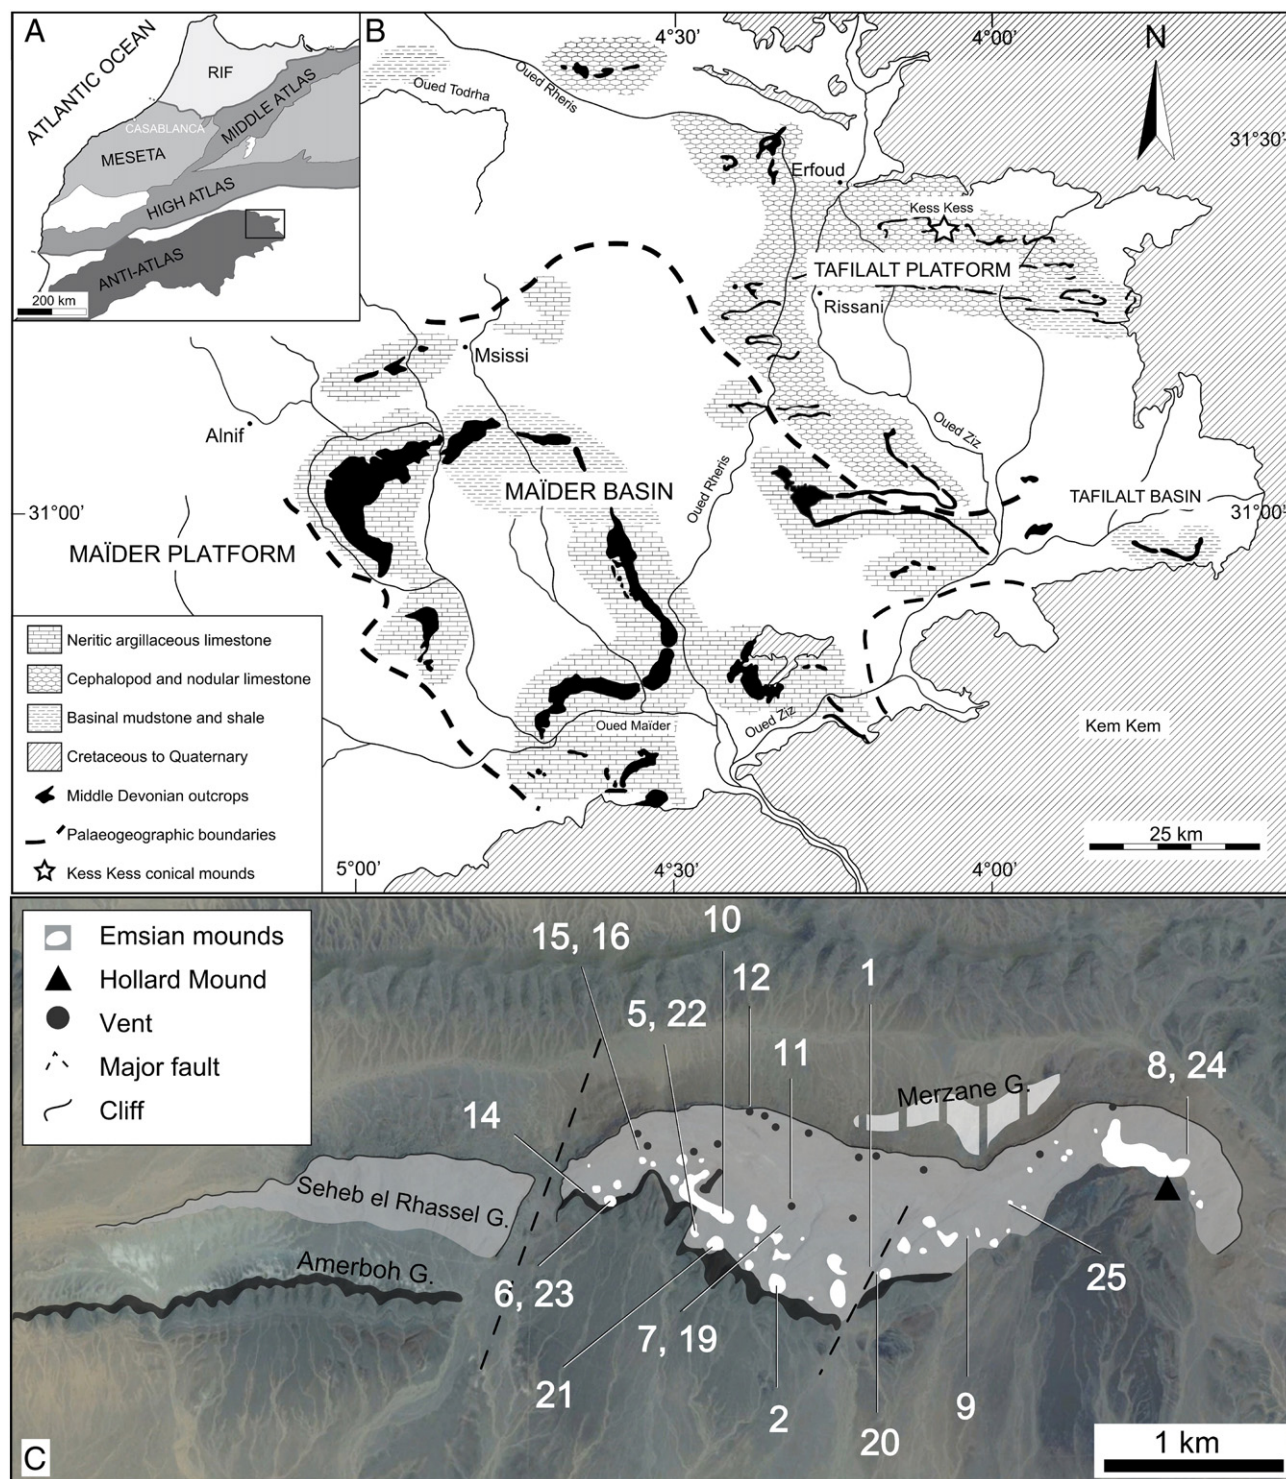 A
ATLANTIC OCEAN
RIF
CASABLANCA
MIDDLE ATLAS
MESETA
HIGH ATLAS
ANTI-ATLAS
200 km
B
4°30'
4°00'
N
Oued Todrha
Oued Rheris
31°30'
Erfoud
Kess Kess
TAFILALT PLATFORM
Rissani
Msissi
Alnif
Oued Ziz
MAÏDER BASIN
Oued Rheris
TAFILALT BASIN
31°00'
31°00'
MAÏDER PLATFORM
Neritic argillaceous limestone
Cephalopod and nodular limestone
Basinal mudstone and shale
Cretaceous to Quaternary
Middle Devonian outcrops
Palaeogeographic boundaries
Kess Kess conical mounds
Oued Maïder
Oued Ziz
Kem Kem
25 km
5°00'
4°30'
4°00'
Emsian mounds
Hollard Mound
Vent
Major fault
Cliff
10
15, 16
12
1
5, 22
11
8, 24
Merzane G.
14
Seheb el Rhassel G.
Amerboh G.
6, 23
25
7, 19
21
2
9
20
1 km
C